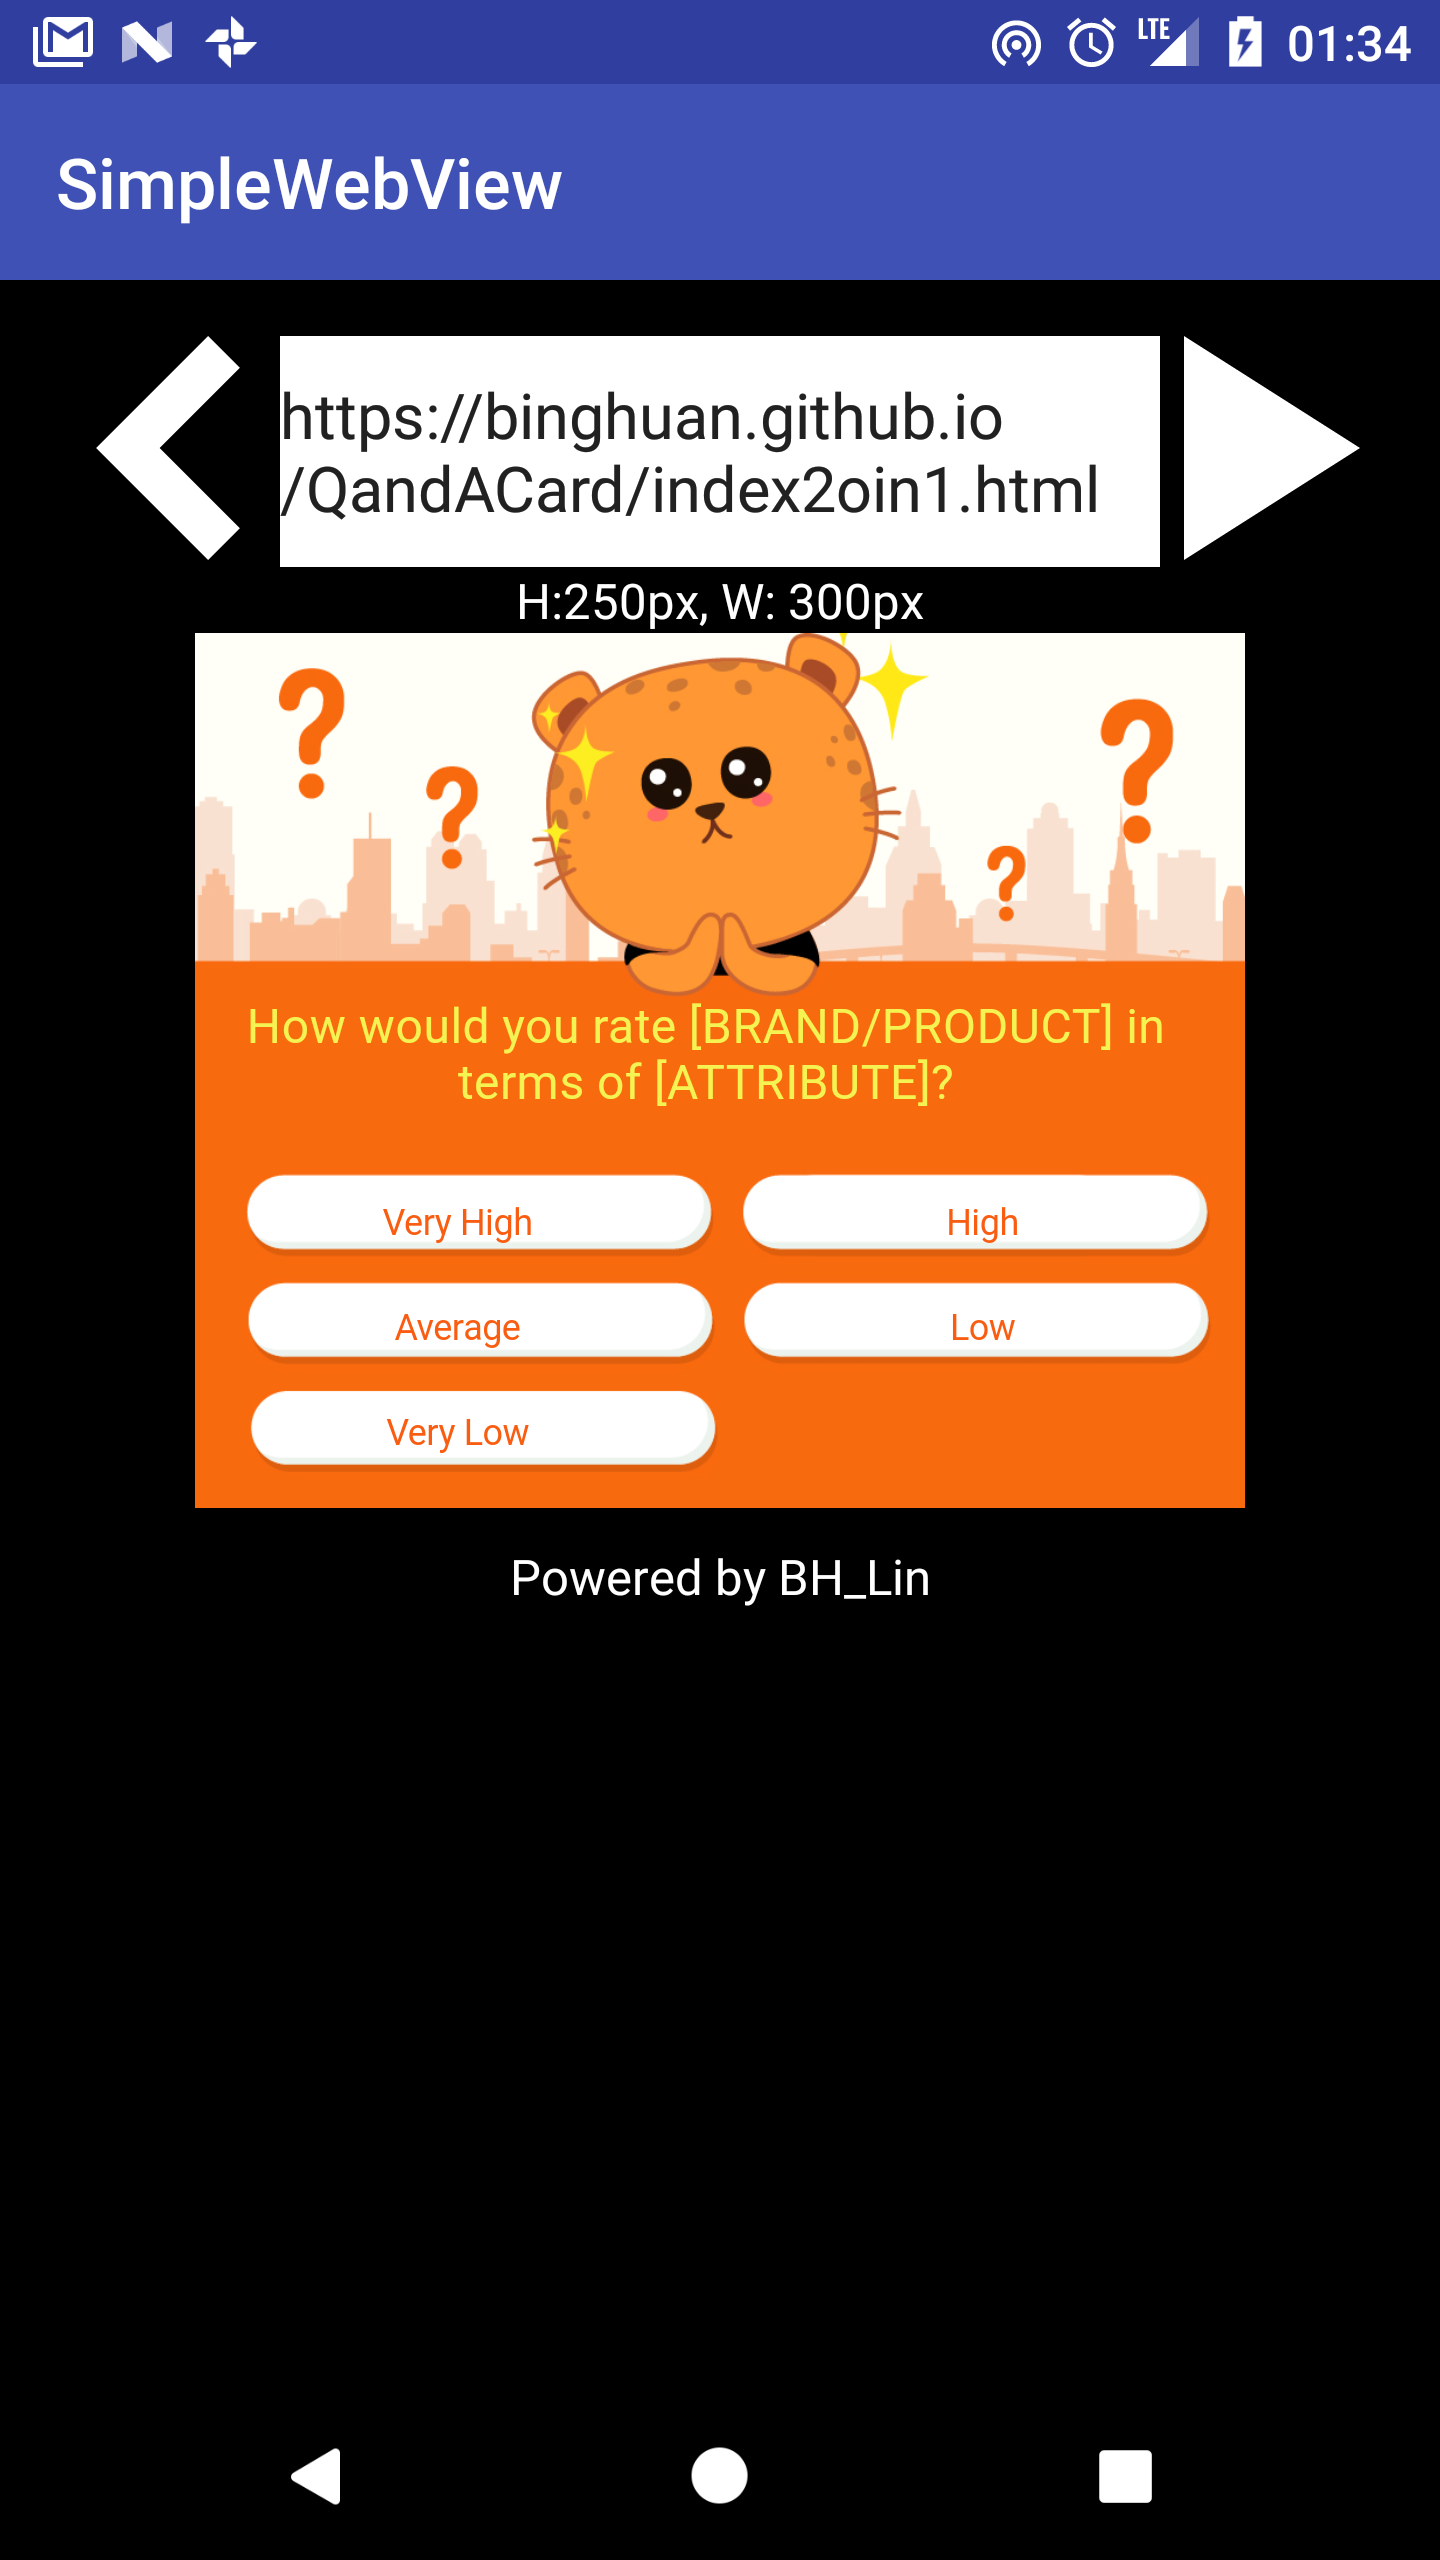 LTE 01:34
SimpleWebView
https://binghuan.github.io
/QandACard/index2oin1.html
H:250px, W: 300px
? ? ? ?
How would you rate [BRAND/PRODUCT] in
terms of [ATTRIBUTE]?
Very High High
Average Low
Very Low
Powered by BH_Lin